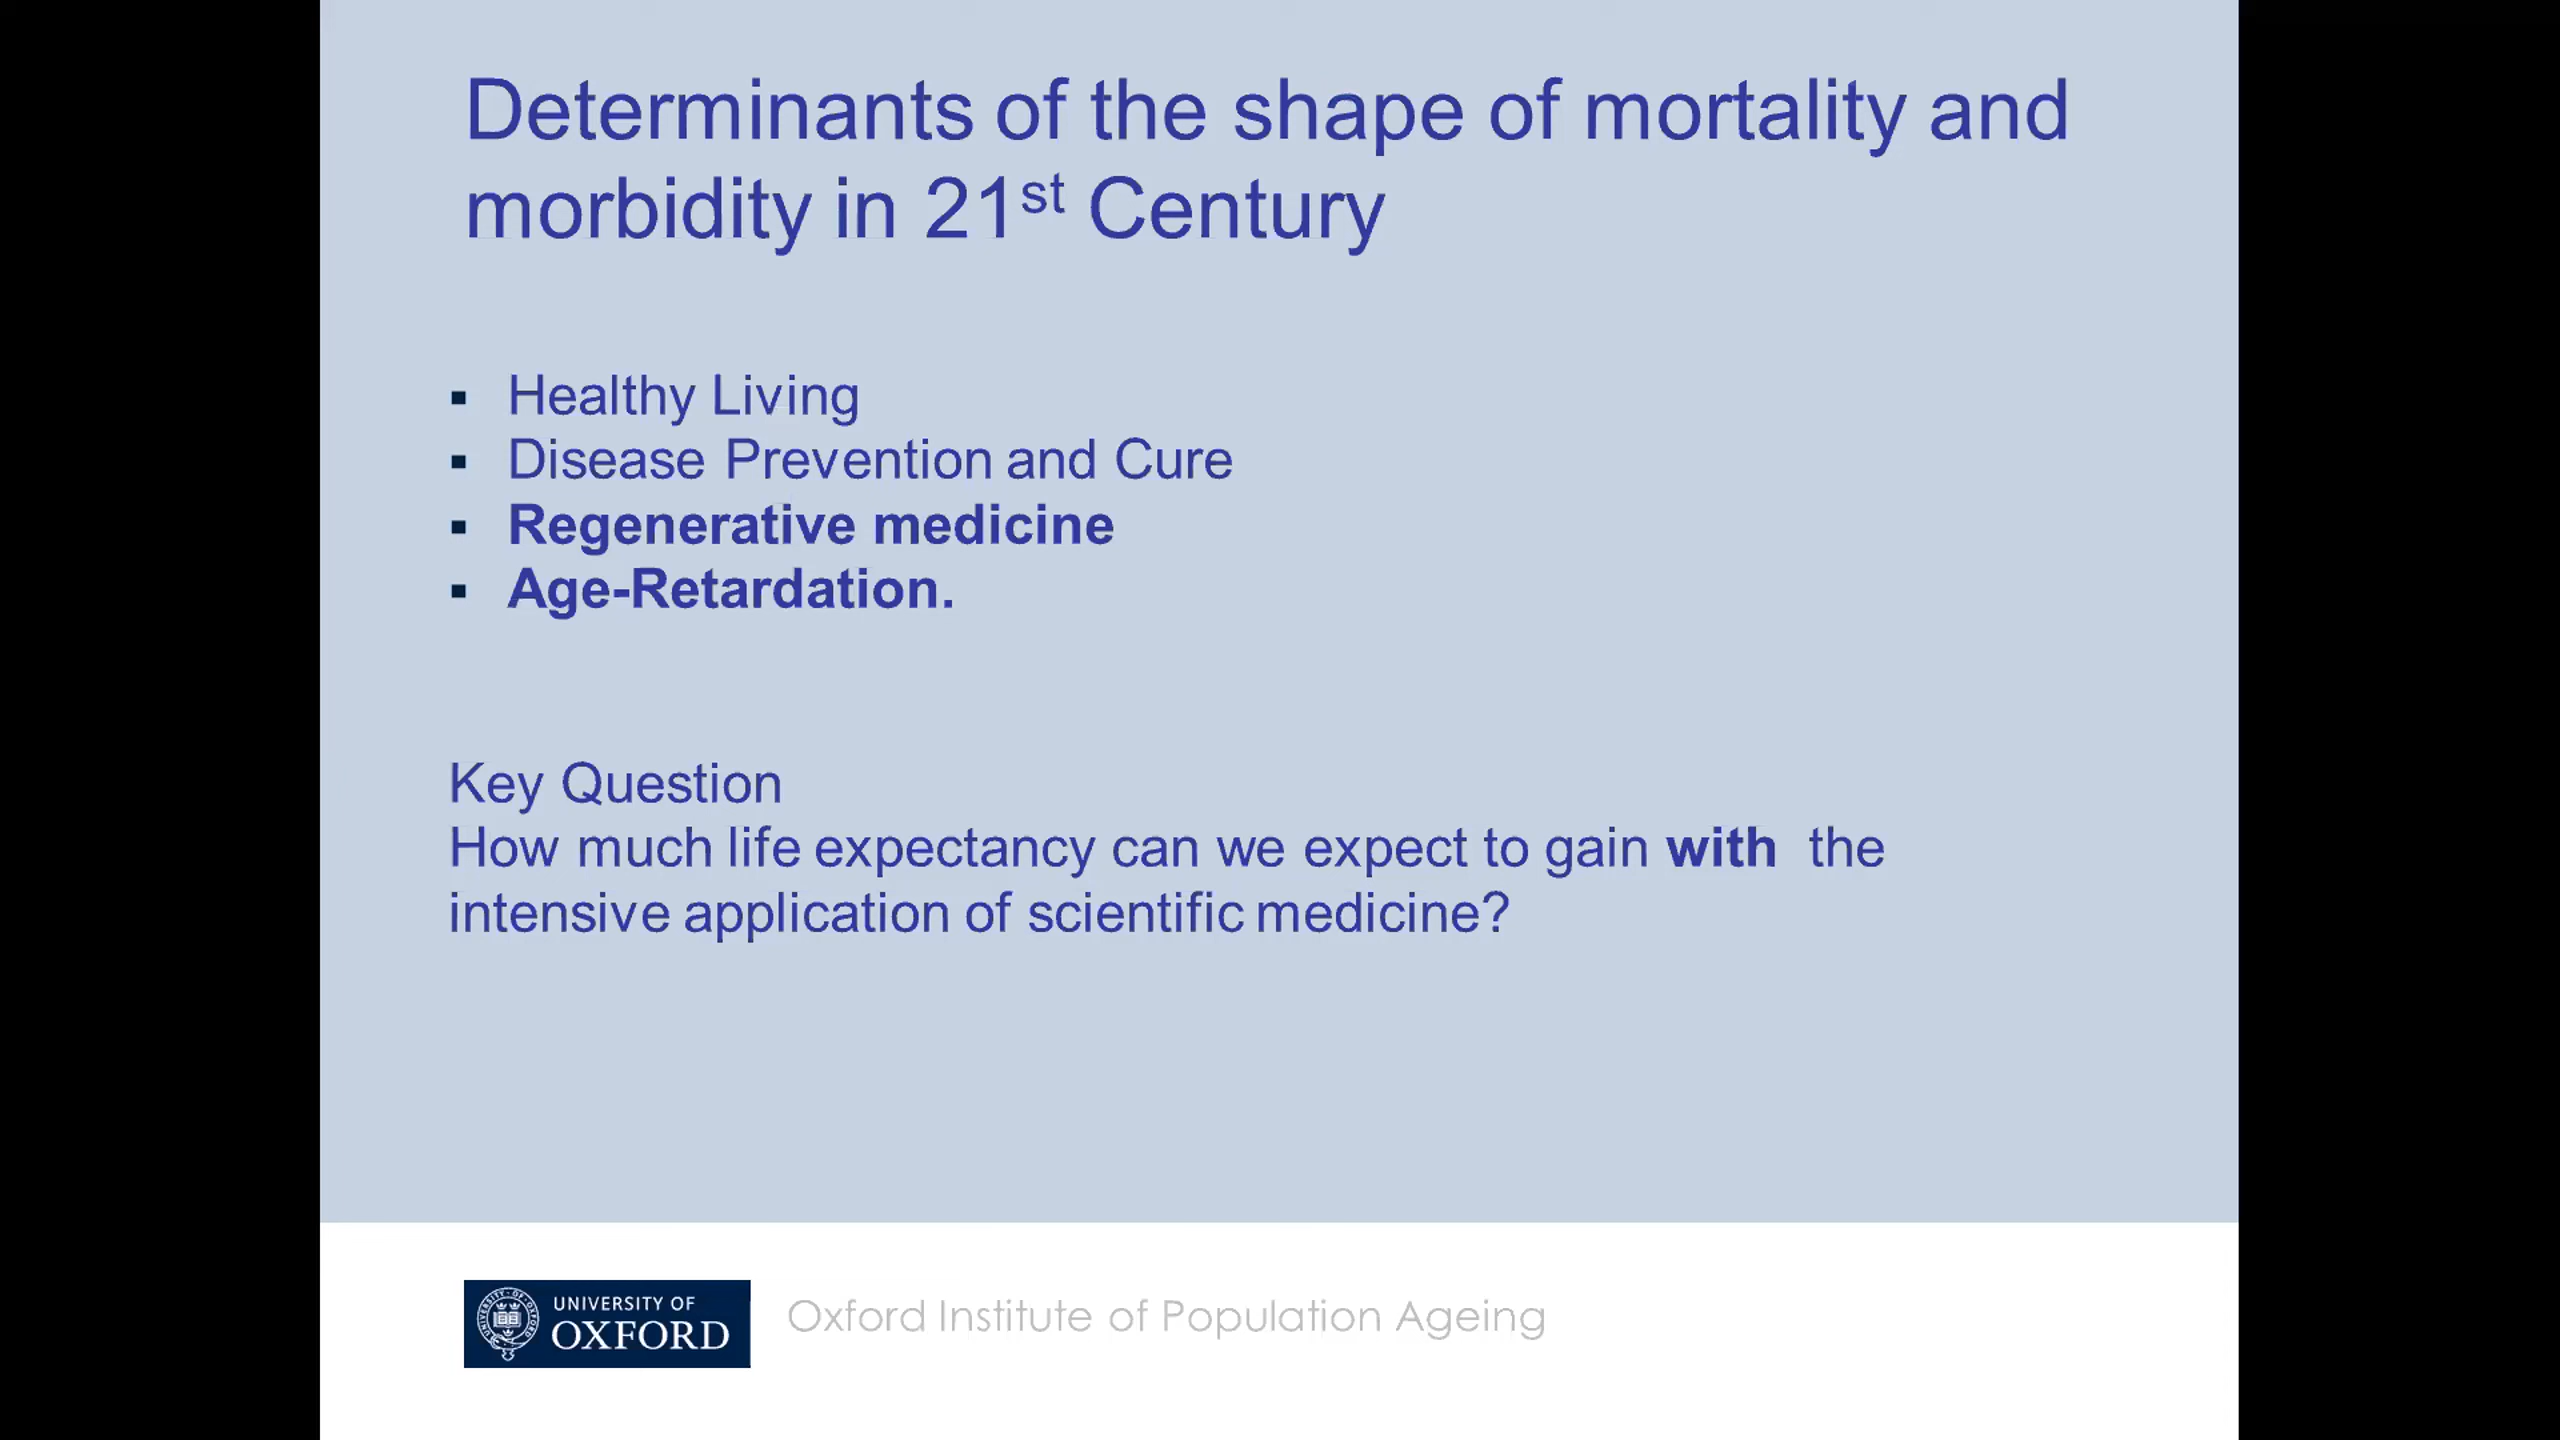 Determinants of the shape of mortality and
morbidity in 21st Century
▪ Healthy Living
▪ Disease Prevention and Cure
▪ Regenerative medicine
▪ Age-Retardation.
Key Question
How much life expectancy can we expect to gain with the
intensive application of scientific medicine?
UNIVERSITY OF
OXFORD
Oxford Institute of Population Ageing